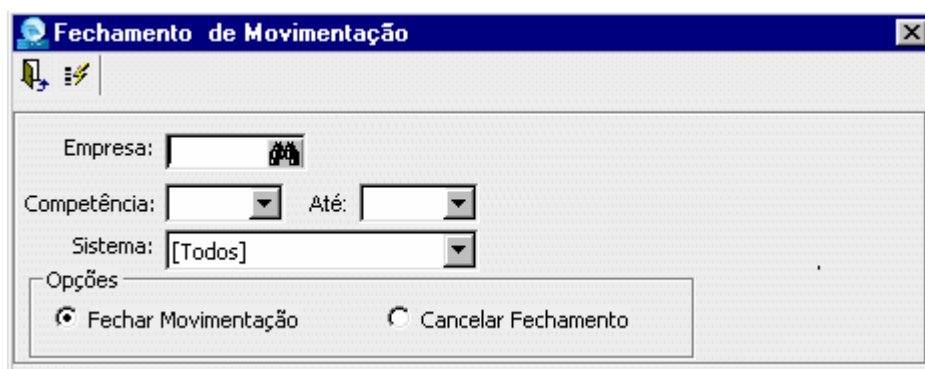 Fechamento de Movimentação
Empresa:
Competência: Até:
Sistema: [Todos]
Opções
Fechar Movimentação Cancelar Fechamento